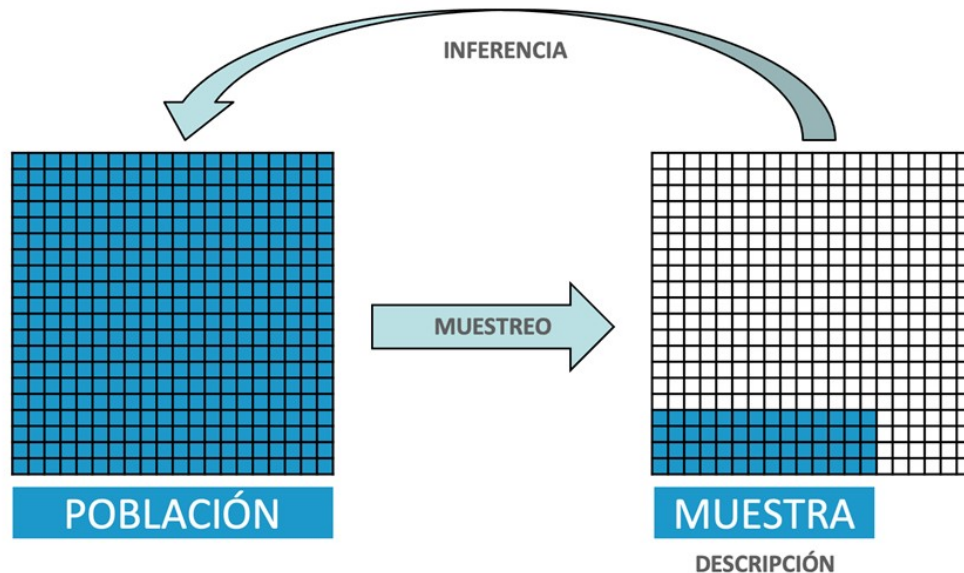 INFERENCIA
MUESTREO
POBLACIÓN
MUESTRA
DESCRIPCIÓN